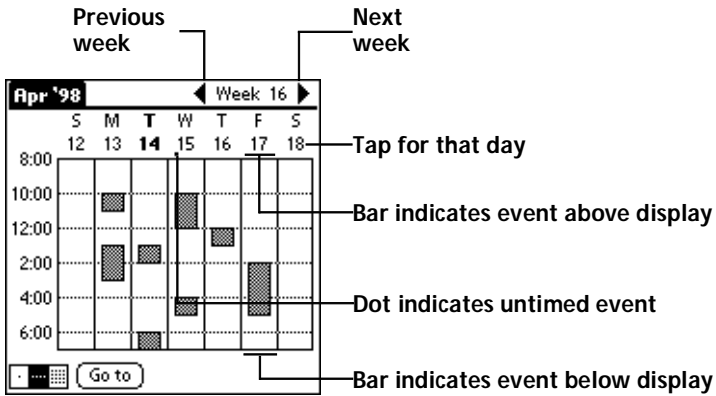 Previous
week
Next
week
Apr '98
Week 16
S M T W T F S
12 13 14 15 16 17 18
Tap for that day
8:00
10:00
Bar indicates event above display
12:00
2:00
4:00
Dot indicates untimed event
6:00
Go to
Bar indicates event below display